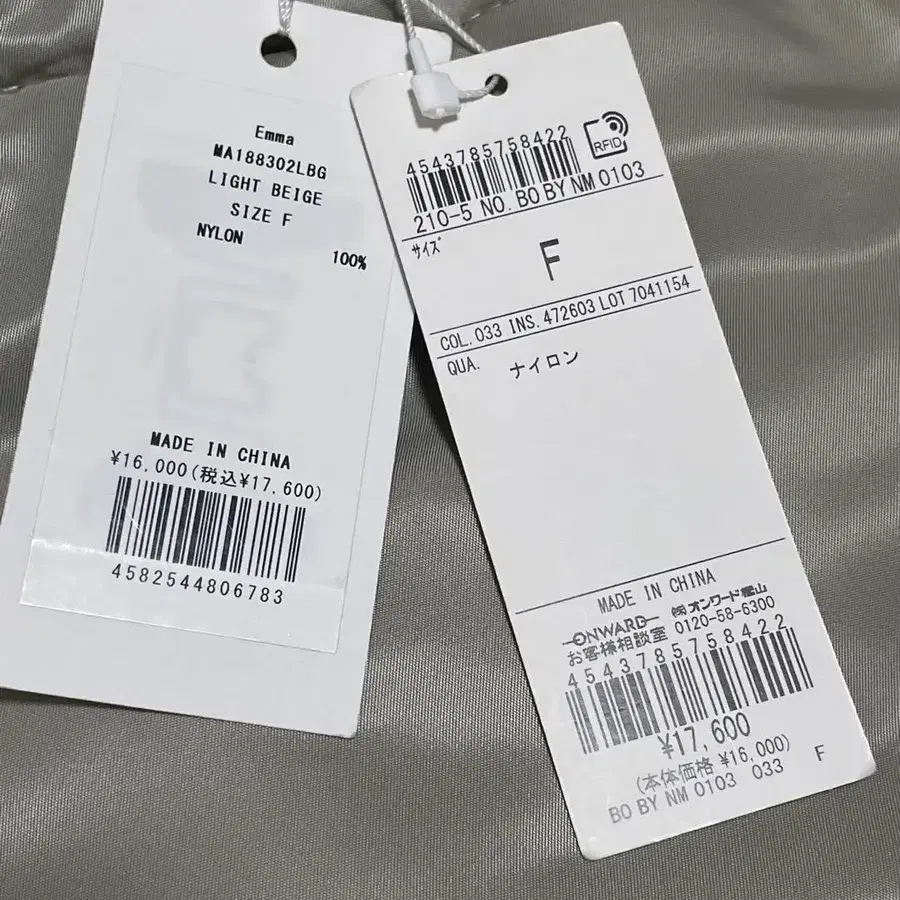 Emma
MA188302LBG
LIGHT BEIGE
SIZE F
NYLON
100%
MADE IN CHINA
¥16,000(税込¥17,600)
4582544806783
4543785758422
RFID
210-5 NO. BO BY NM 0103
サイズ
F
COL. 033 INS. 472603 LOT 7041154
QUA.
ナイロン
MADE IN CHINA
ONWARD ㈱オンワード樫山
お客様相談室 0120-58-6300
4543785758422
¥17,600
(本体価格 ¥16,000)
BO BY NM 0103 033 F